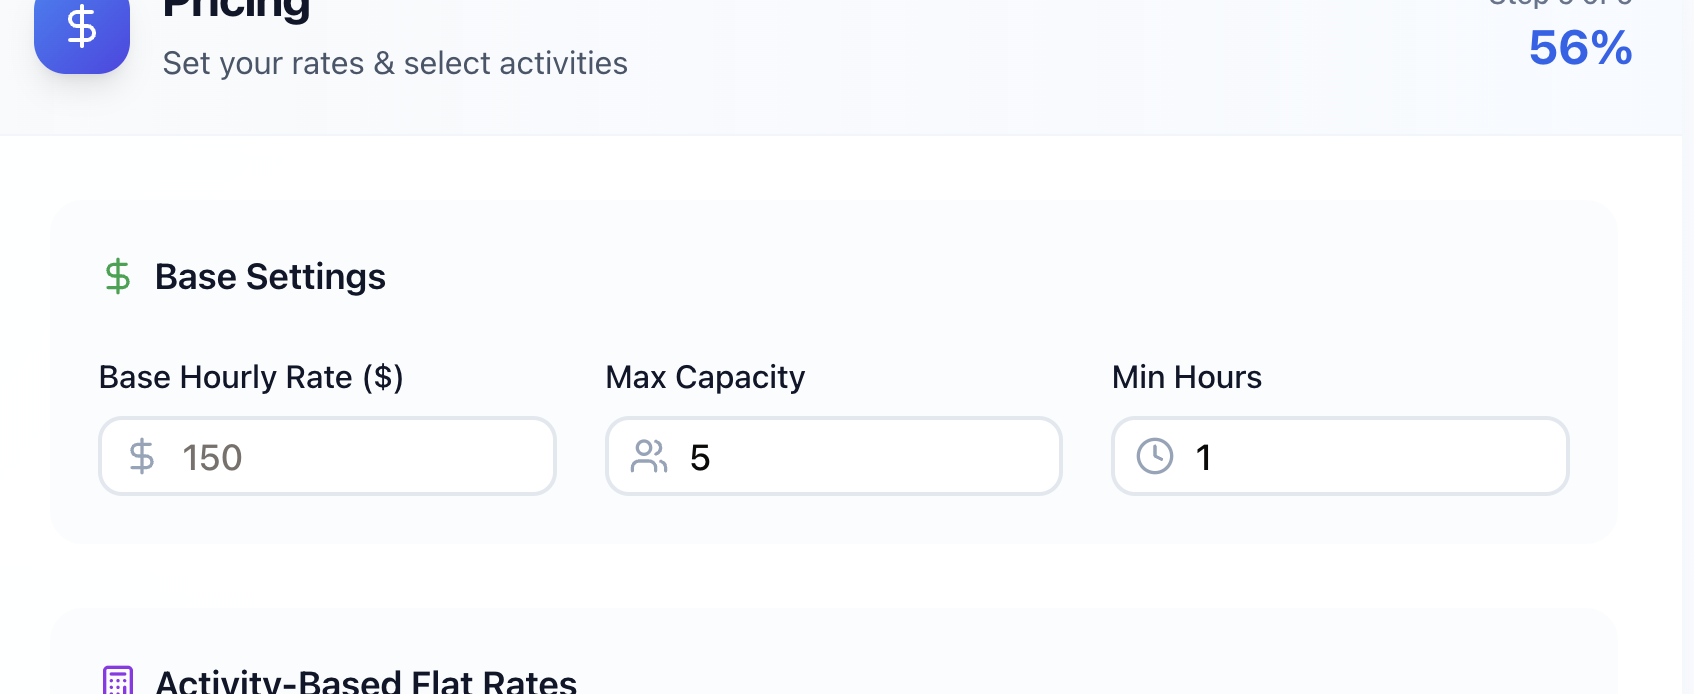 Pricing
Set your rates & select activities
56%
Base Settings
Base Hourly Rate ($)
Max Capacity
Min Hours
150
5
1
Activity-Based Flat Rates